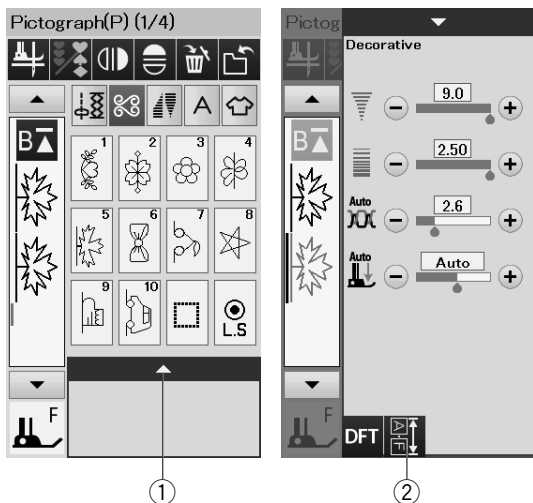 Pictograph(P) (1/4)
A
B
1
2
3
4
5
6
7
8
9
10
L.S
F
①
Pictog
Decorative
B
9.0
2.50
Auto
2.6
Auto
Auto
F
DFT
A
F
②